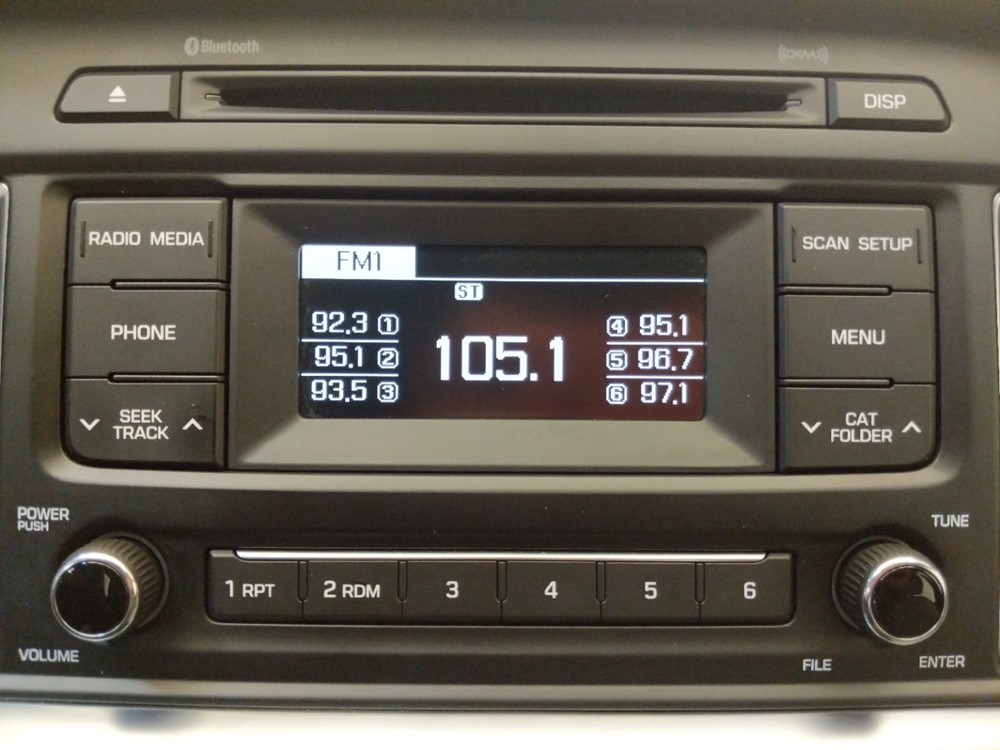 Bluetooth
XM
DISP
RADIO MEDIA
SCAN SETUP
FM1
ST
92.3 1
4 95.1
PHONE
95.1 2
105.1
5 96.7
MENU
93.5 3
6 97.1
SEEK
TRACK
CAT
FOLDER
POWER
PUSH
TUNE
1 RPT
2 RDM
3
4
5
6
VOLUME
FILE
ENTER